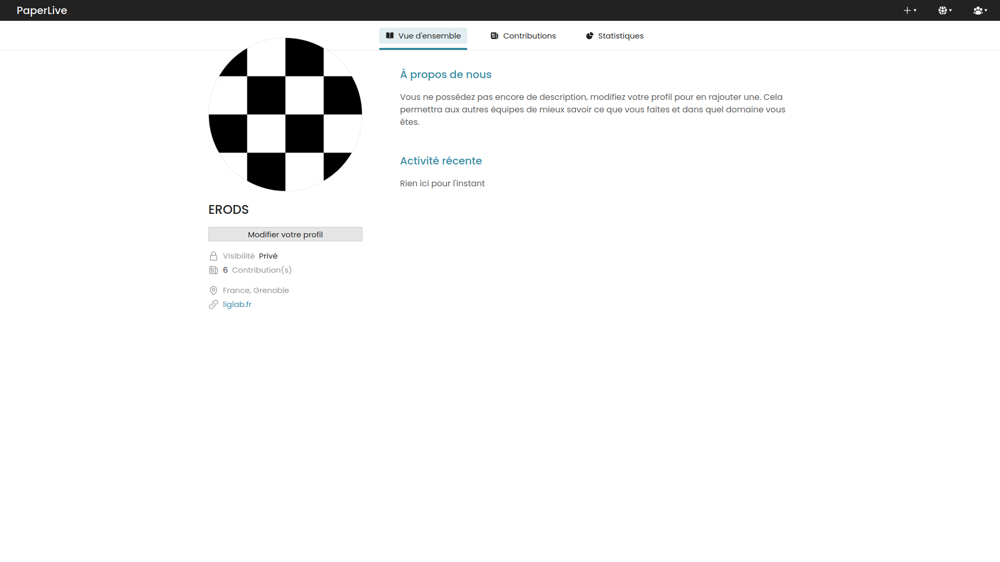 PaperLive
Vue d'ensemble
Contributions
Statistiques
À propos de nous
Vous ne possédez pas encore de description, modifiez votre profil pour en rajouter une. Cela
permettra aux autres équipes de mieux savoir ce que vous faites et dans quel domaine vous
êtes.
Activité récente
Rien ici pour l'instant
ERODS
Modifier votre profil
Visibilité Privé
6 Contribution(s)
France, Grenoble
liglab.fr